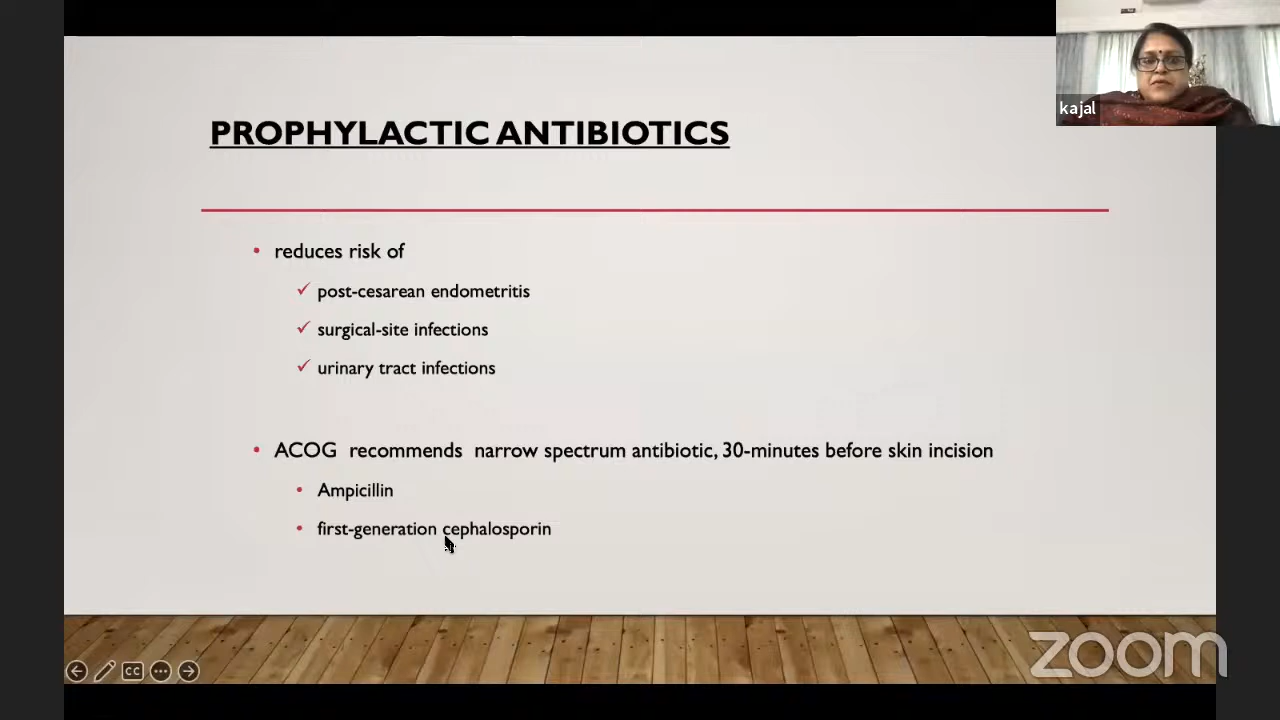 kajal
PROPHYLACTIC ANTIBIOTICS
reduces risk of
post-cesarean endometritis
surgical-site infections
urinary tract infections
ACOG recommends narrow spectrum antibiotic, 30-minutes before skin incision
Ampicillin
first-generation cephalosporin
CC
zoom